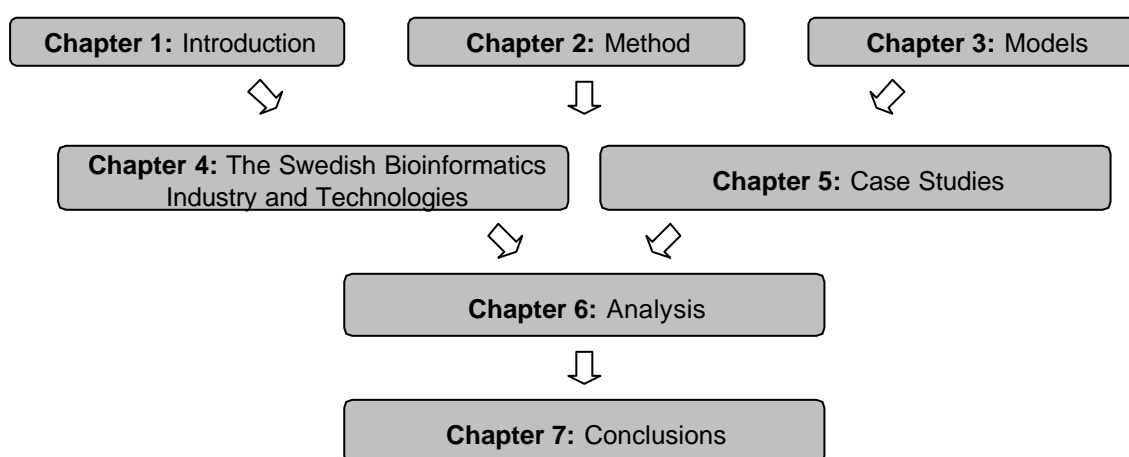 Chapter 1: Introduction
Chapter 2: Method
Chapter 3: Models
Chapter 4: The Swedish Bioinformatics
Industry and Technologies
Chapter 5: Case Studies
Chapter 6: Analysis
Chapter 7: Conclusions